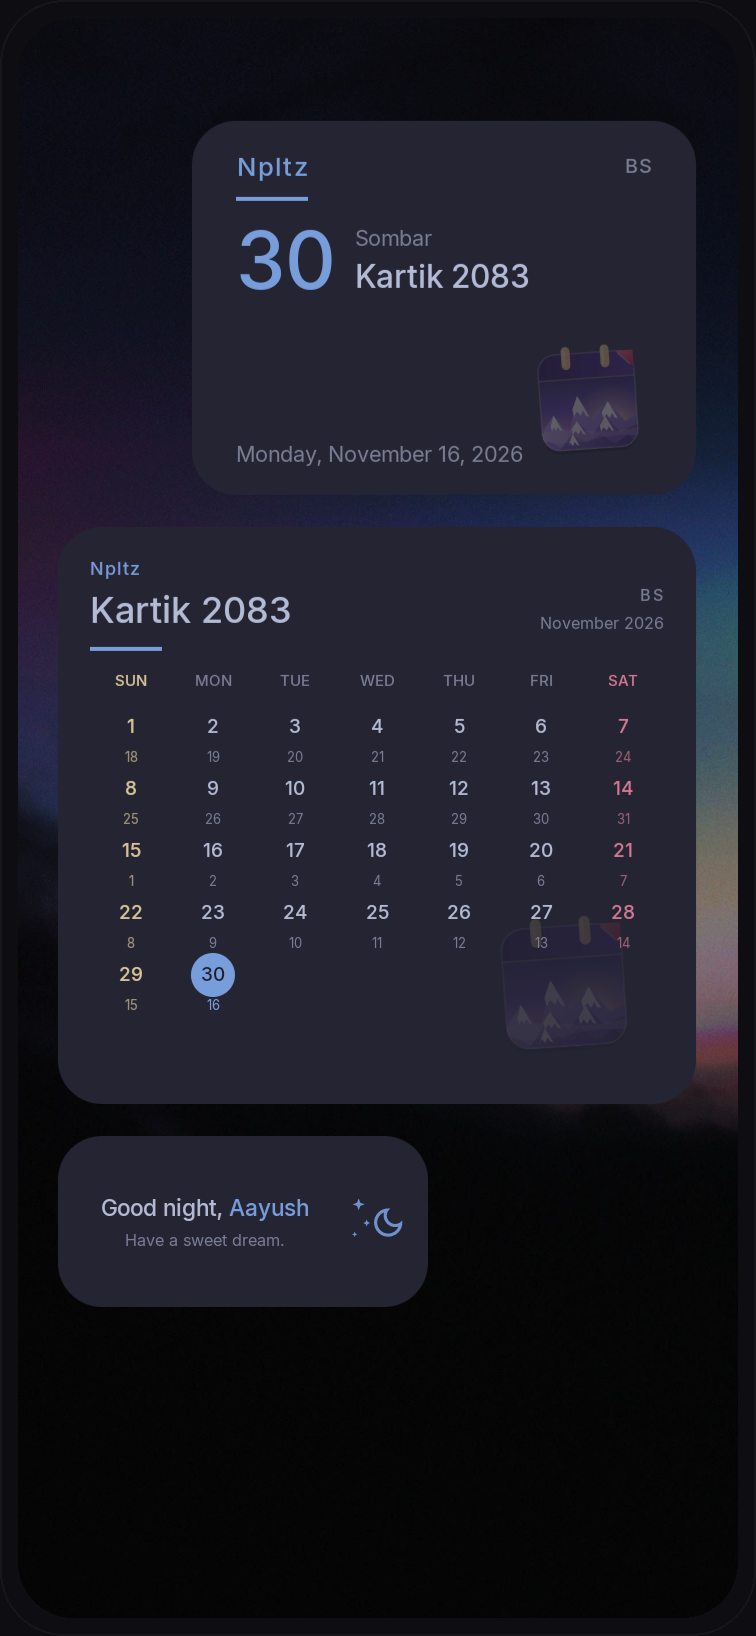 Npltz
BS
30
Sombar
Kartik 2083
Monday, November 16, 2026
Npltz
Kartik 2083
BS
November 2026
SUN MON TUE WED THU FRI SAT
1 2 3 4 5 6 7
18 19 20 21 22 23 24
8 9 10 11 12 13 14
25 26 27 28 29 30 31
15 16 17 18 19 20 21
1 2 3 4 5 6 7
22 23 24 25 26 27 28
8 9 10 11 12 13 14
29 30
15 16
Good night, Aayush
Have a sweet dream.